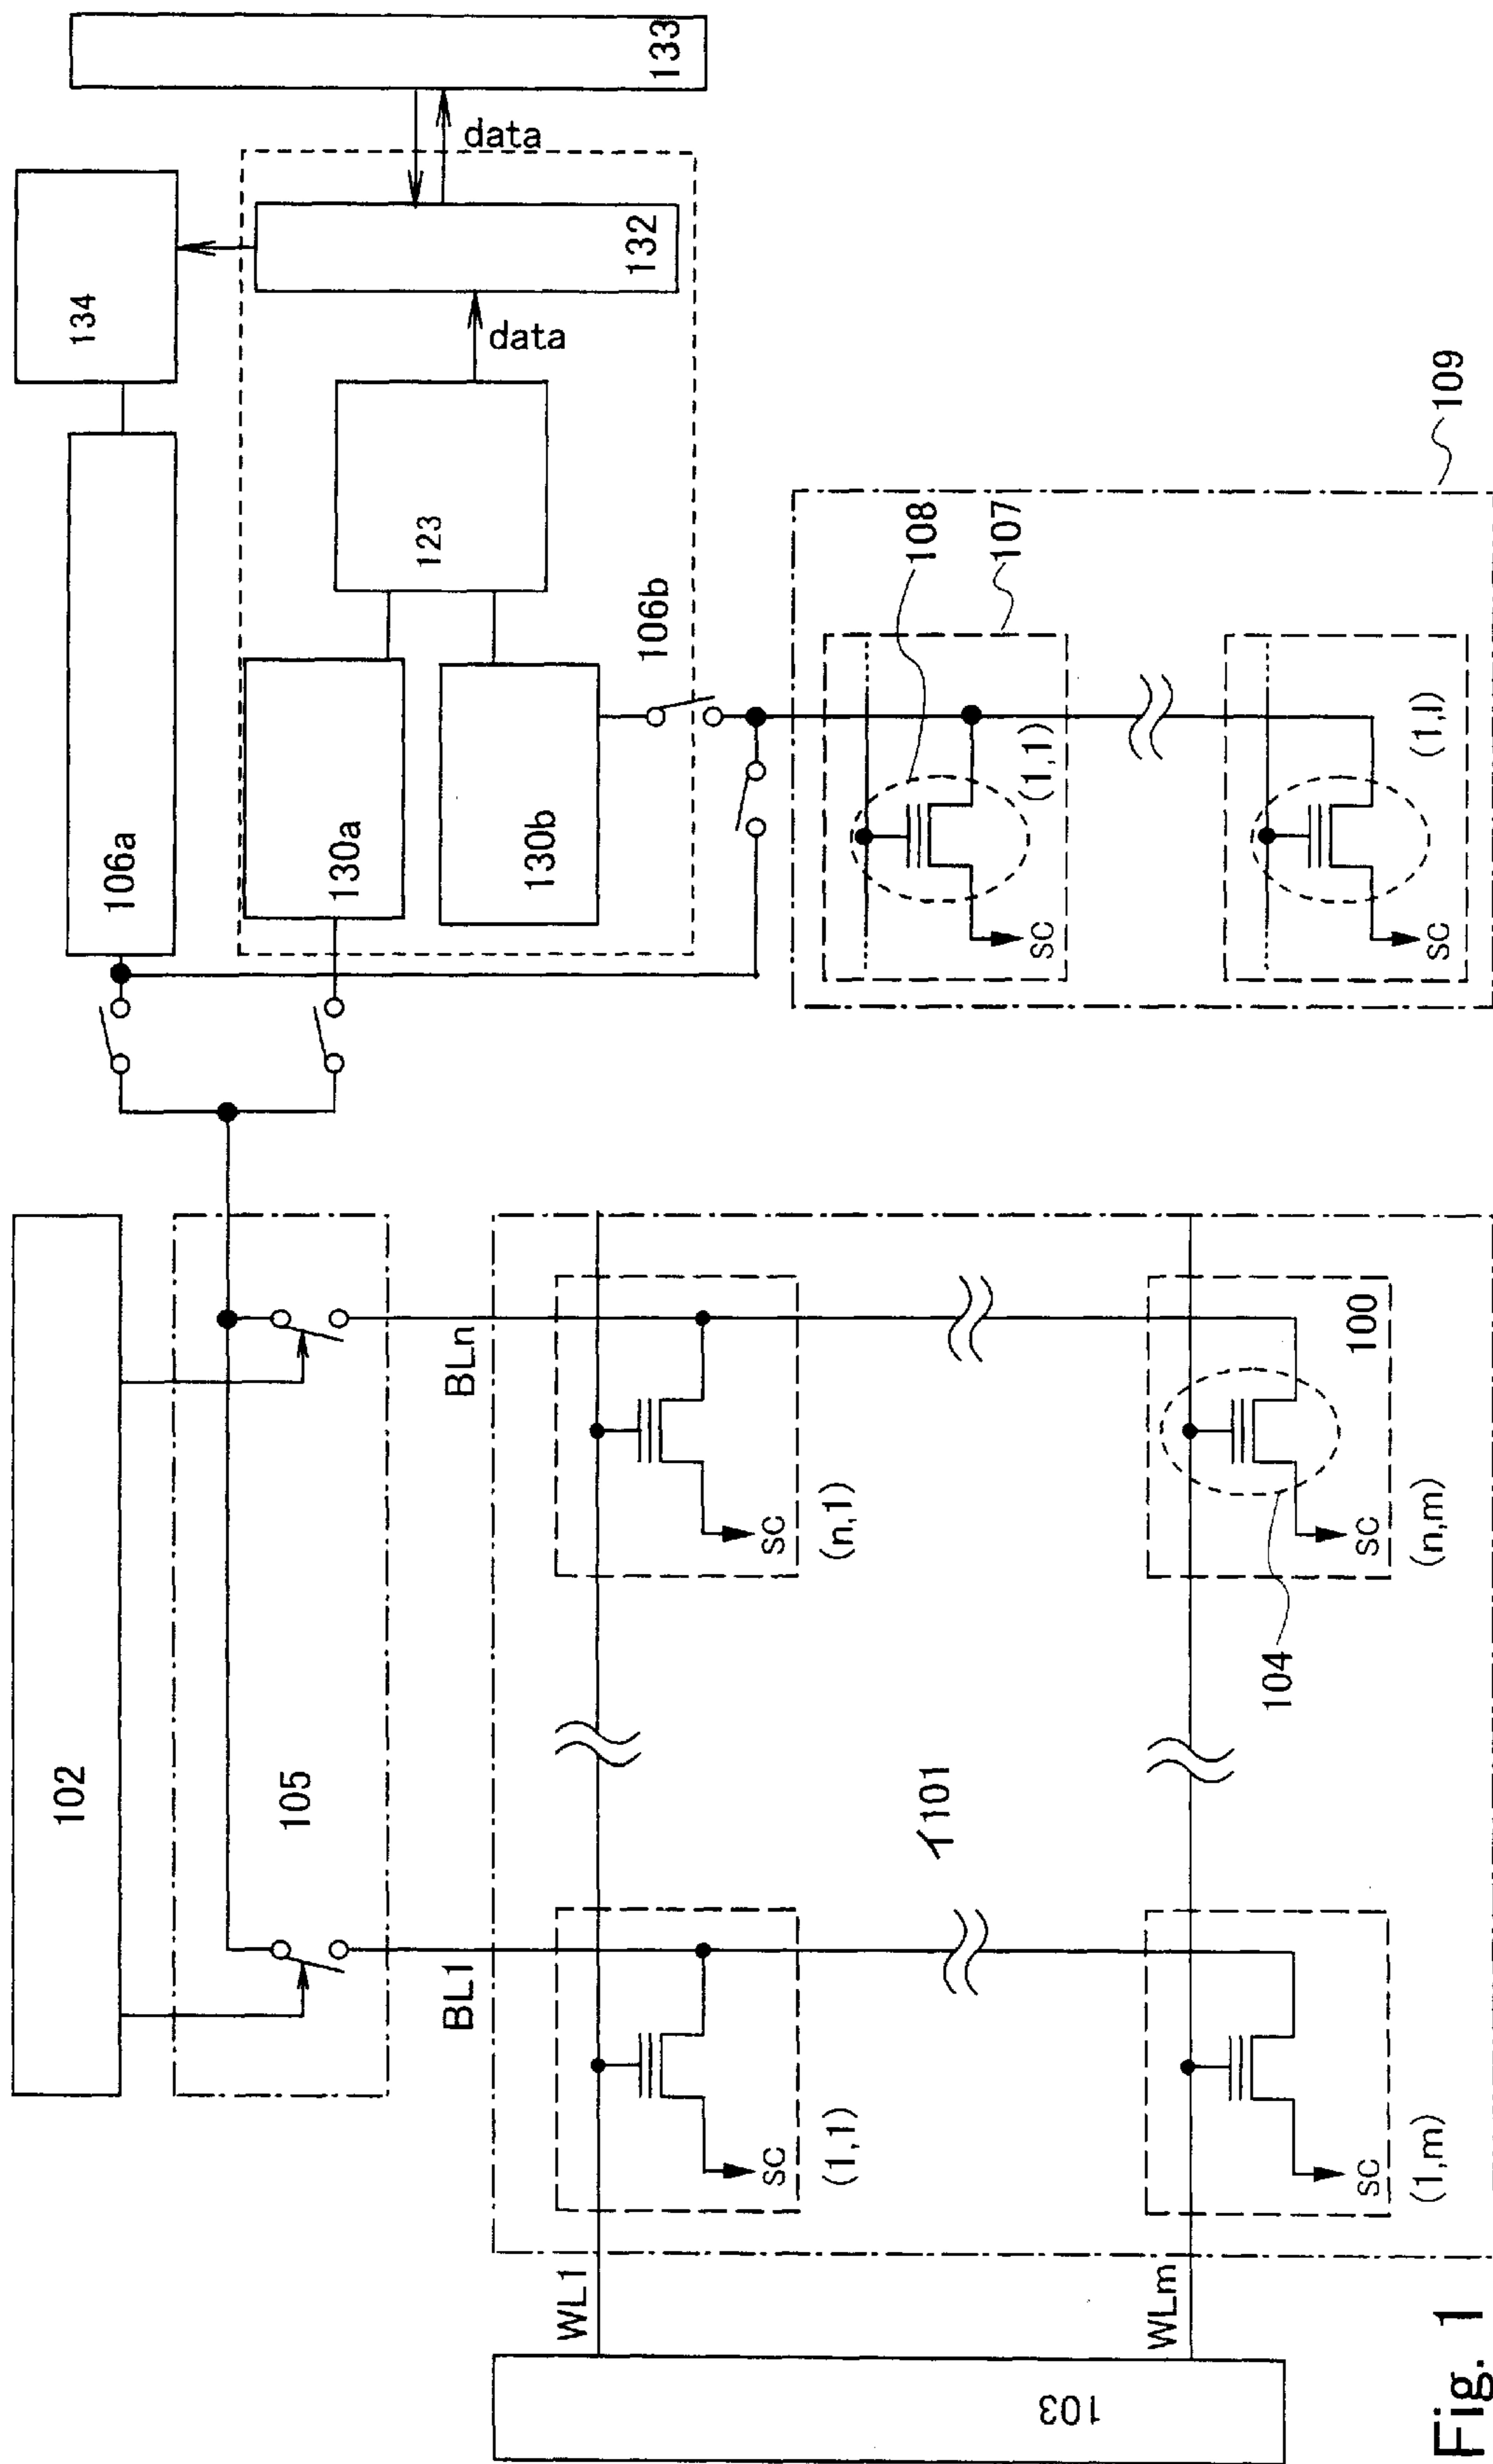 102
106a
134
105
130a
123
130b
data
data
132
133
106b
BL1
BLn
WL1
SC
(1,1)
SC
(n,1)
101
103
WLm
SC
(1,m)
104
SC
100
(n,m)
108
107
SC
(1,1)
SC
(1,l)
109
Fig. 1